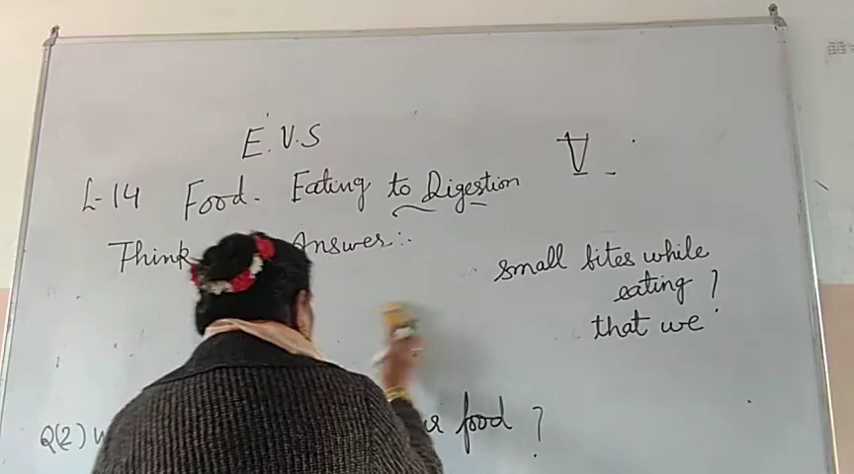 E.V.S
V
L-14 Food- Eating to Digestion
Think Answer:-
small bites while
eating ?
that we
Q(2) food ?